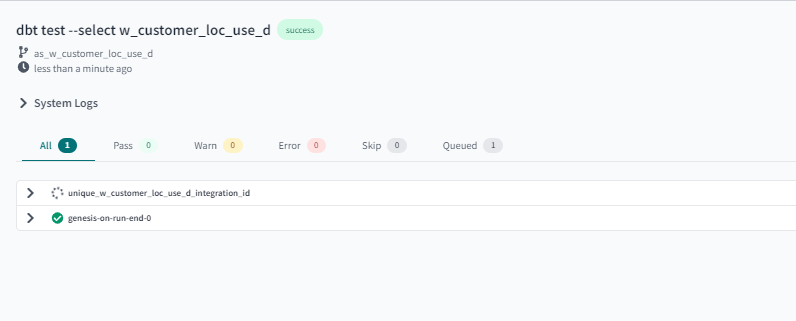 dbt test --select w_customer_loc_use_d success
as_w_customer_loc_use_d
less than a minute ago
System Logs
All 1 Pass 0 Warn 0 Error 0 Skip 0 Queued 1
unique_w_customer_loc_use_d_integration_id
genesis-on-run-end-0